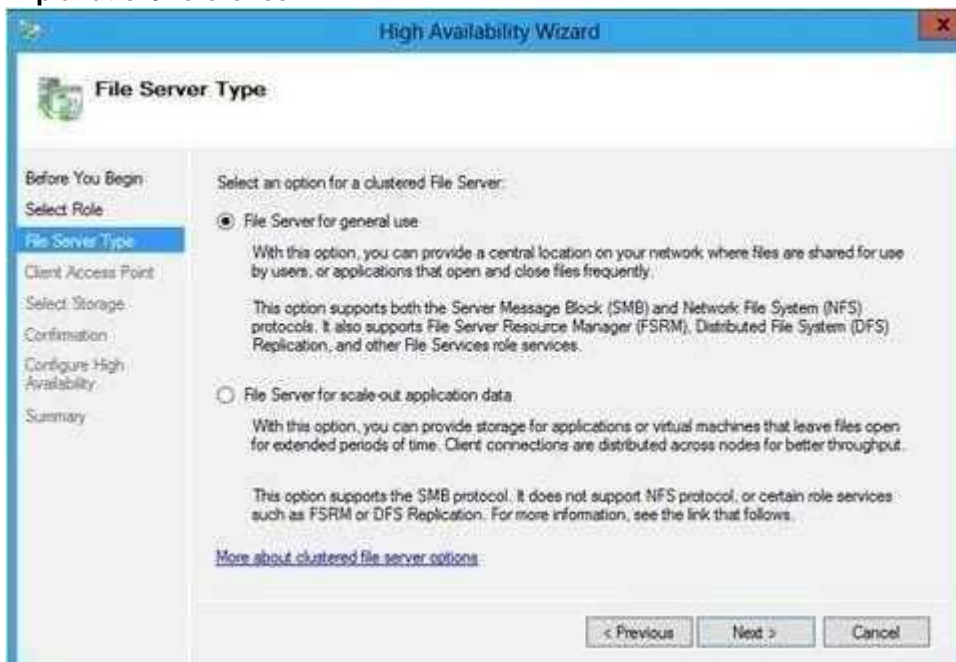 High Availability Wizard
x
File Server Type
Before You Begin
Select Role
File Server Type
Client Access Point
Select Storage
Confirmation
Configure High
Availability
Summary
Select an option for a clustered File Server:
File Server for general use
With this option, you can provide a central location on your network where files are shared for use
by users, or applications that open and close files frequently.
This option supports both the Server Message Block (SMB) and Network File System (NFS)
protocols. It also supports File Server Resource Manager (FSRM), Distributed File System (DFS)
Replication, and other File Services role services.
File Server for scale-out application data
With this option, you can provide storage for applications or virtual machines that leave files open
for extended periods of time. Client connections are distributed across nodes for better throughput.
This option supports the SMB protocol. It does not support NFS protocol, or certain role services
such as FSRM or DFS Replication. For more information, see the link that follows.
More about clustered file server options
< Previous
Next >
Cancel